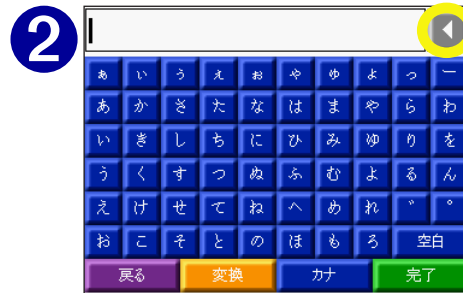 2
ぁ ぃ ぅ ぇ ぉ ゃ ゅ ょ っ ー
あ か さ た な は ま や ら わ
い き し ち に ひ み ゆ り を
う く す つ ぬ ふ む よ る ん
え け せ て ね へ め れ ゛ ゜
お こ そ と の ほ も ろ 空白
戻る 変換 カナ 完了